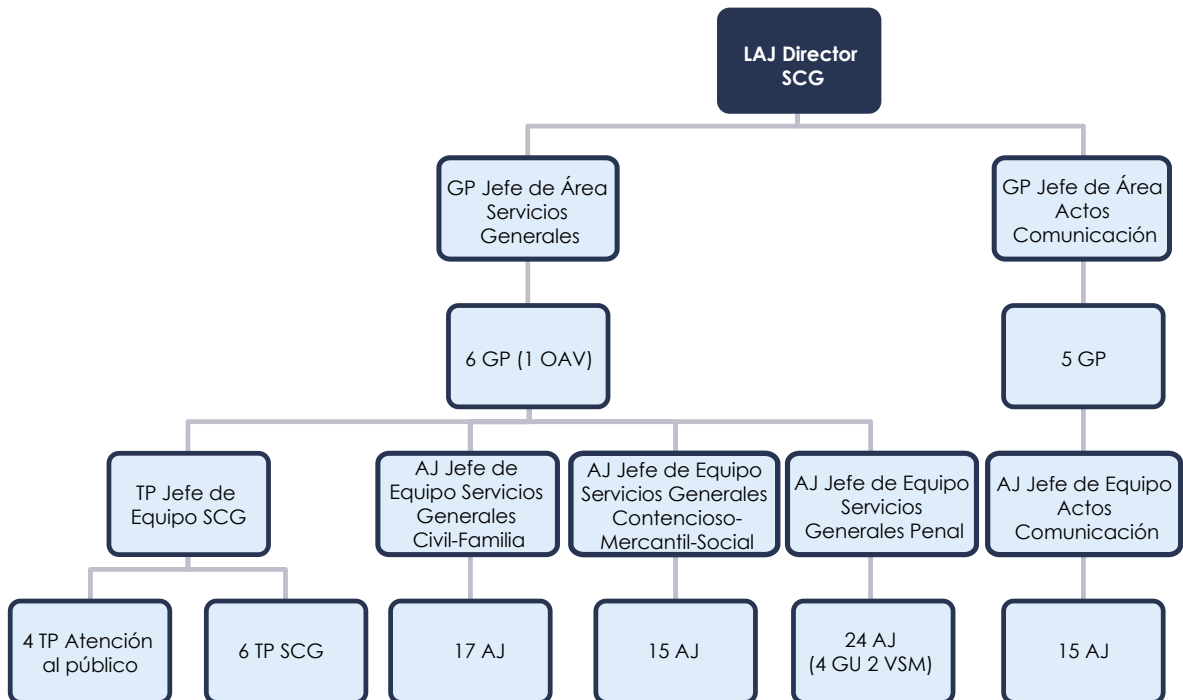 LAJ Director
SCG
GP Jefe de Área
Servicios
Generales
GP Jefe de Área
Actos
Comunicación
6 GP (1 OAV)
5 GP
TP Jefe de
Equipo SCG
AJ Jefe de
Equipo Servicios
Generales
Civil-Familia
AJ Jefe de Equipo
Servicios Generales
Contencioso-
Mercantil-Social
AJ Jefe de Equipo
Servicios
Generales Penal
AJ Jefe de Equipo
Actos
Comunicación
4 TP Atención
al público
6 TP SCG
17 AJ
15 AJ
24 AJ
(4 GU 2 VSM)
15 AJ